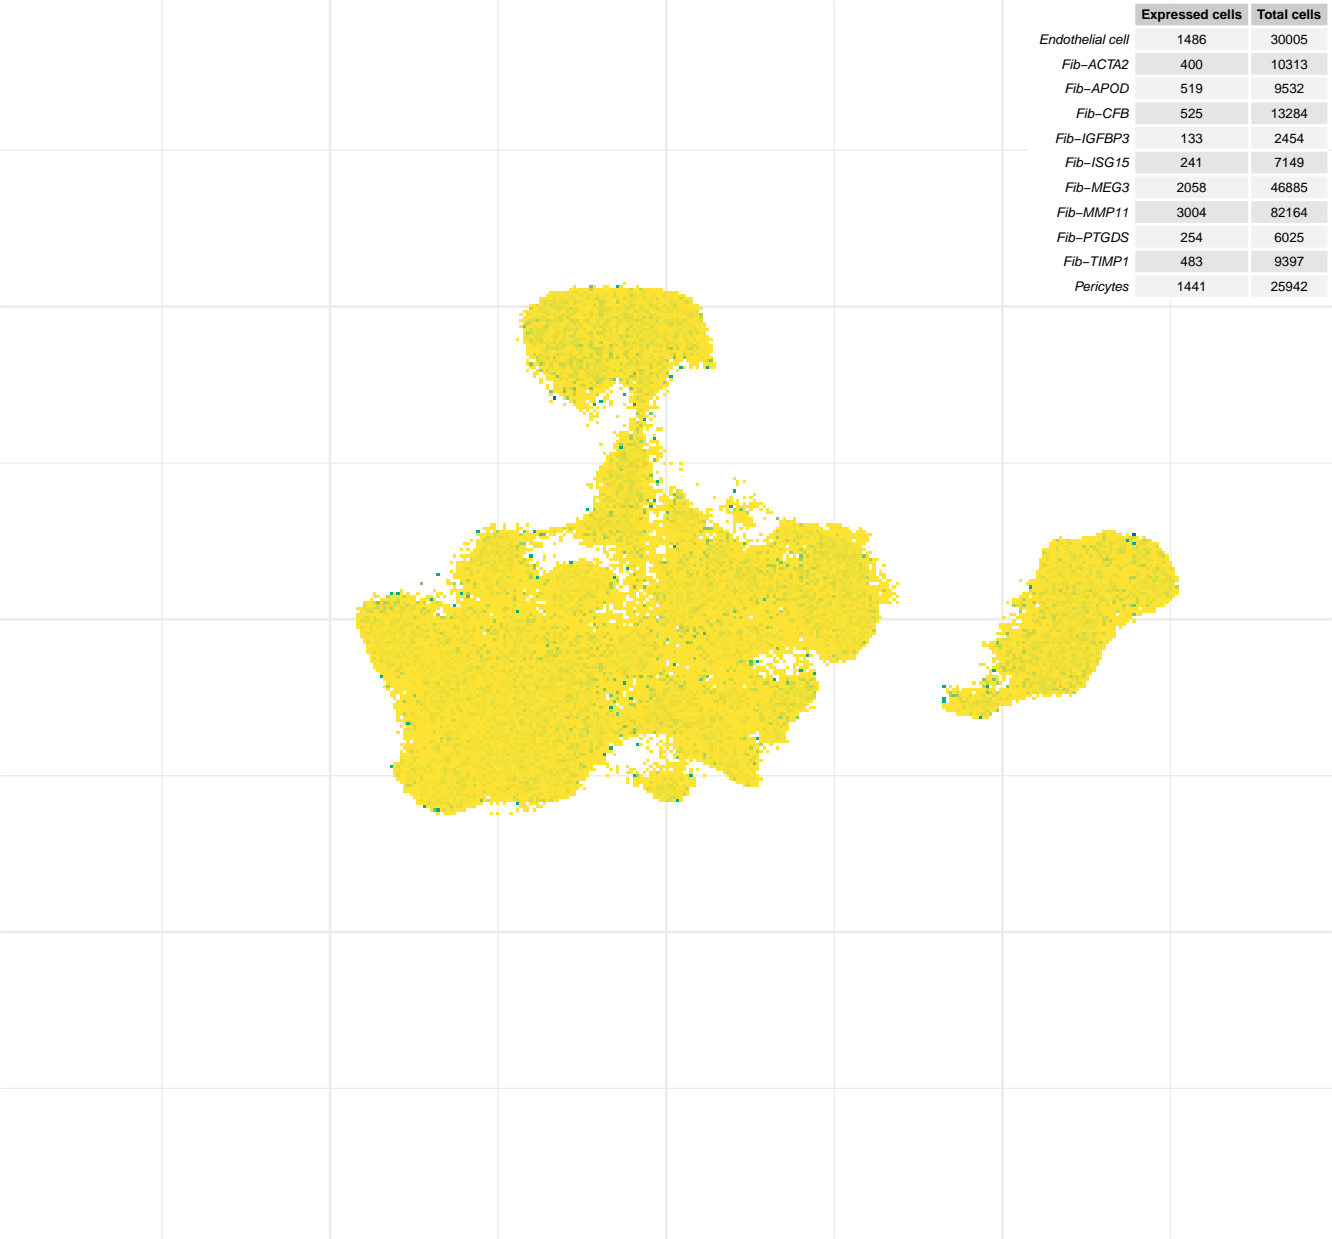 Expressed cells Total cells
Endothelial cell 1486 30005
Fib−ACTA2 400 10313
Fib−APOD 519 9532
Fib−CFB 525 13284
Fib−IGFBP3 133 2454
Fib−ISG15 241 7149
Fib−MEG3 2058 46885
Fib−MMP11 3004 82164
Fib−PTGDS 254 6025
Fib−TIMP1 483 9397
Pericytes 1441 25942